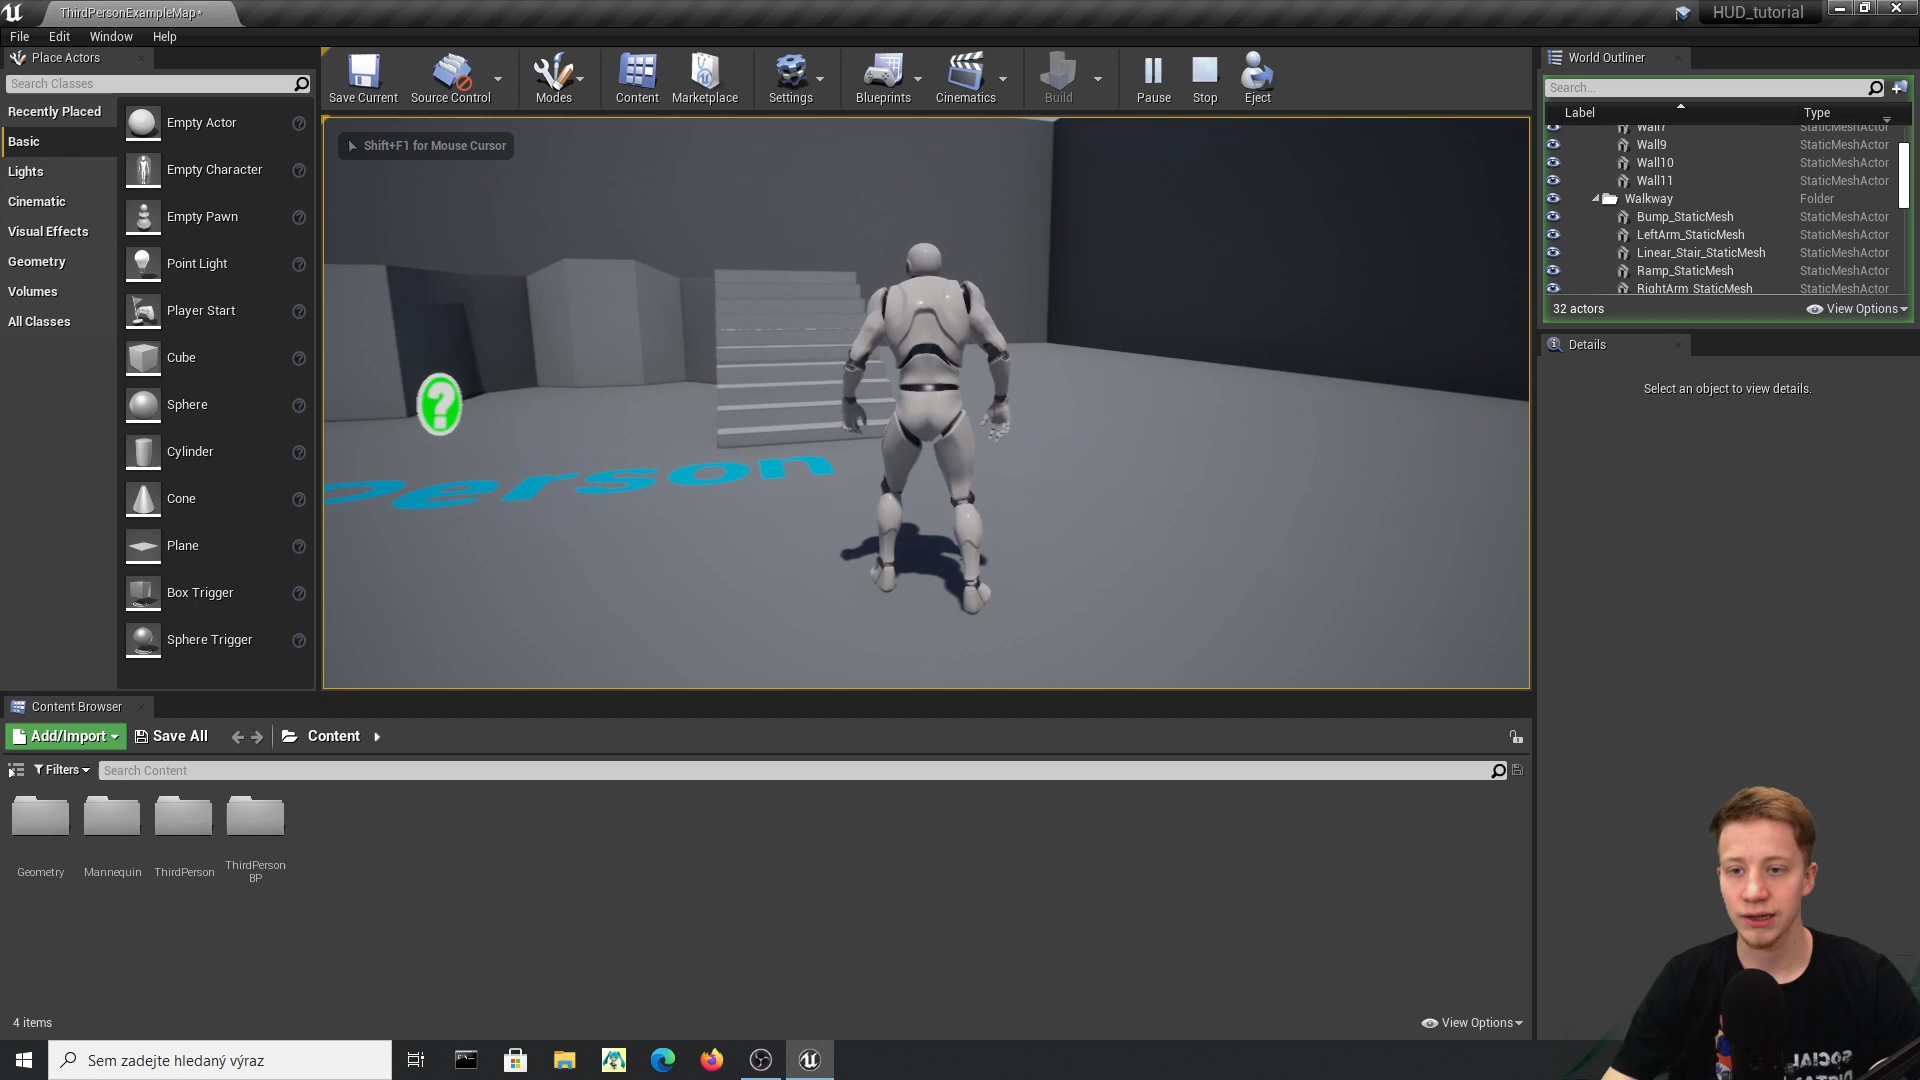 ThirdPersonExampleMap*
HUD_tutorial
File Edit Window Help
Place Actors
Search Classes
Recently Placed
Basic
Lights
Cinematic
Visual Effects
Geometry
Volumes
All Classes
Empty Actor
Empty Character
Empty Pawn
Point Light
Player Start
Cube
Sphere
Cylinder
Cone
Plane
Box Trigger
Sphere Trigger
Save Current Source Control Modes Content Marketplace Settings Blueprints Cinematics Build Pause Stop Eject
Shift+F1 for Mouse Cursor
person
World Outliner
Search...
Label Type
Wall7 StaticMeshActor
Wall9 StaticMeshActor
Wall10 StaticMeshActor
Wall11 StaticMeshActor
Walkway Folder
Bump_StaticMesh StaticMeshActor
LeftArm_StaticMesh StaticMeshActor
Linear_Stair_StaticMesh StaticMeshActor
Ramp_StaticMesh StaticMeshActor
RightArm_StaticMesh StaticMeshActor
32 actors View Options
Details
Select an object to view details.
Content Browser
Add/Import Save All Content
Filters Search Content
Geometry Mannequin ThirdPerson ThirdPerson
BP
4 items View Options
Sem zadejte hledaný výraz
SOCIAL